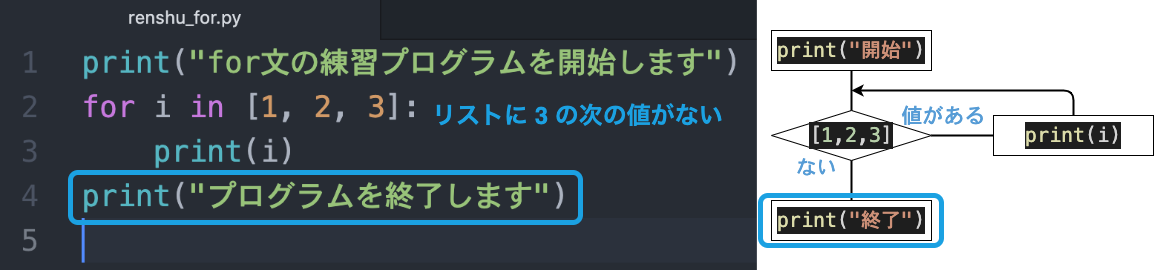 renshu_for.py
1 print("for文の練習プログラムを開始します")
2 for i in [1, 2, 3]: リストに 3 の次の値がない
3 print(i)
4 print("プログラムを終了します")
5
print("開始")
値がある
[1,2,3]
print(i)
ない
print("終了")